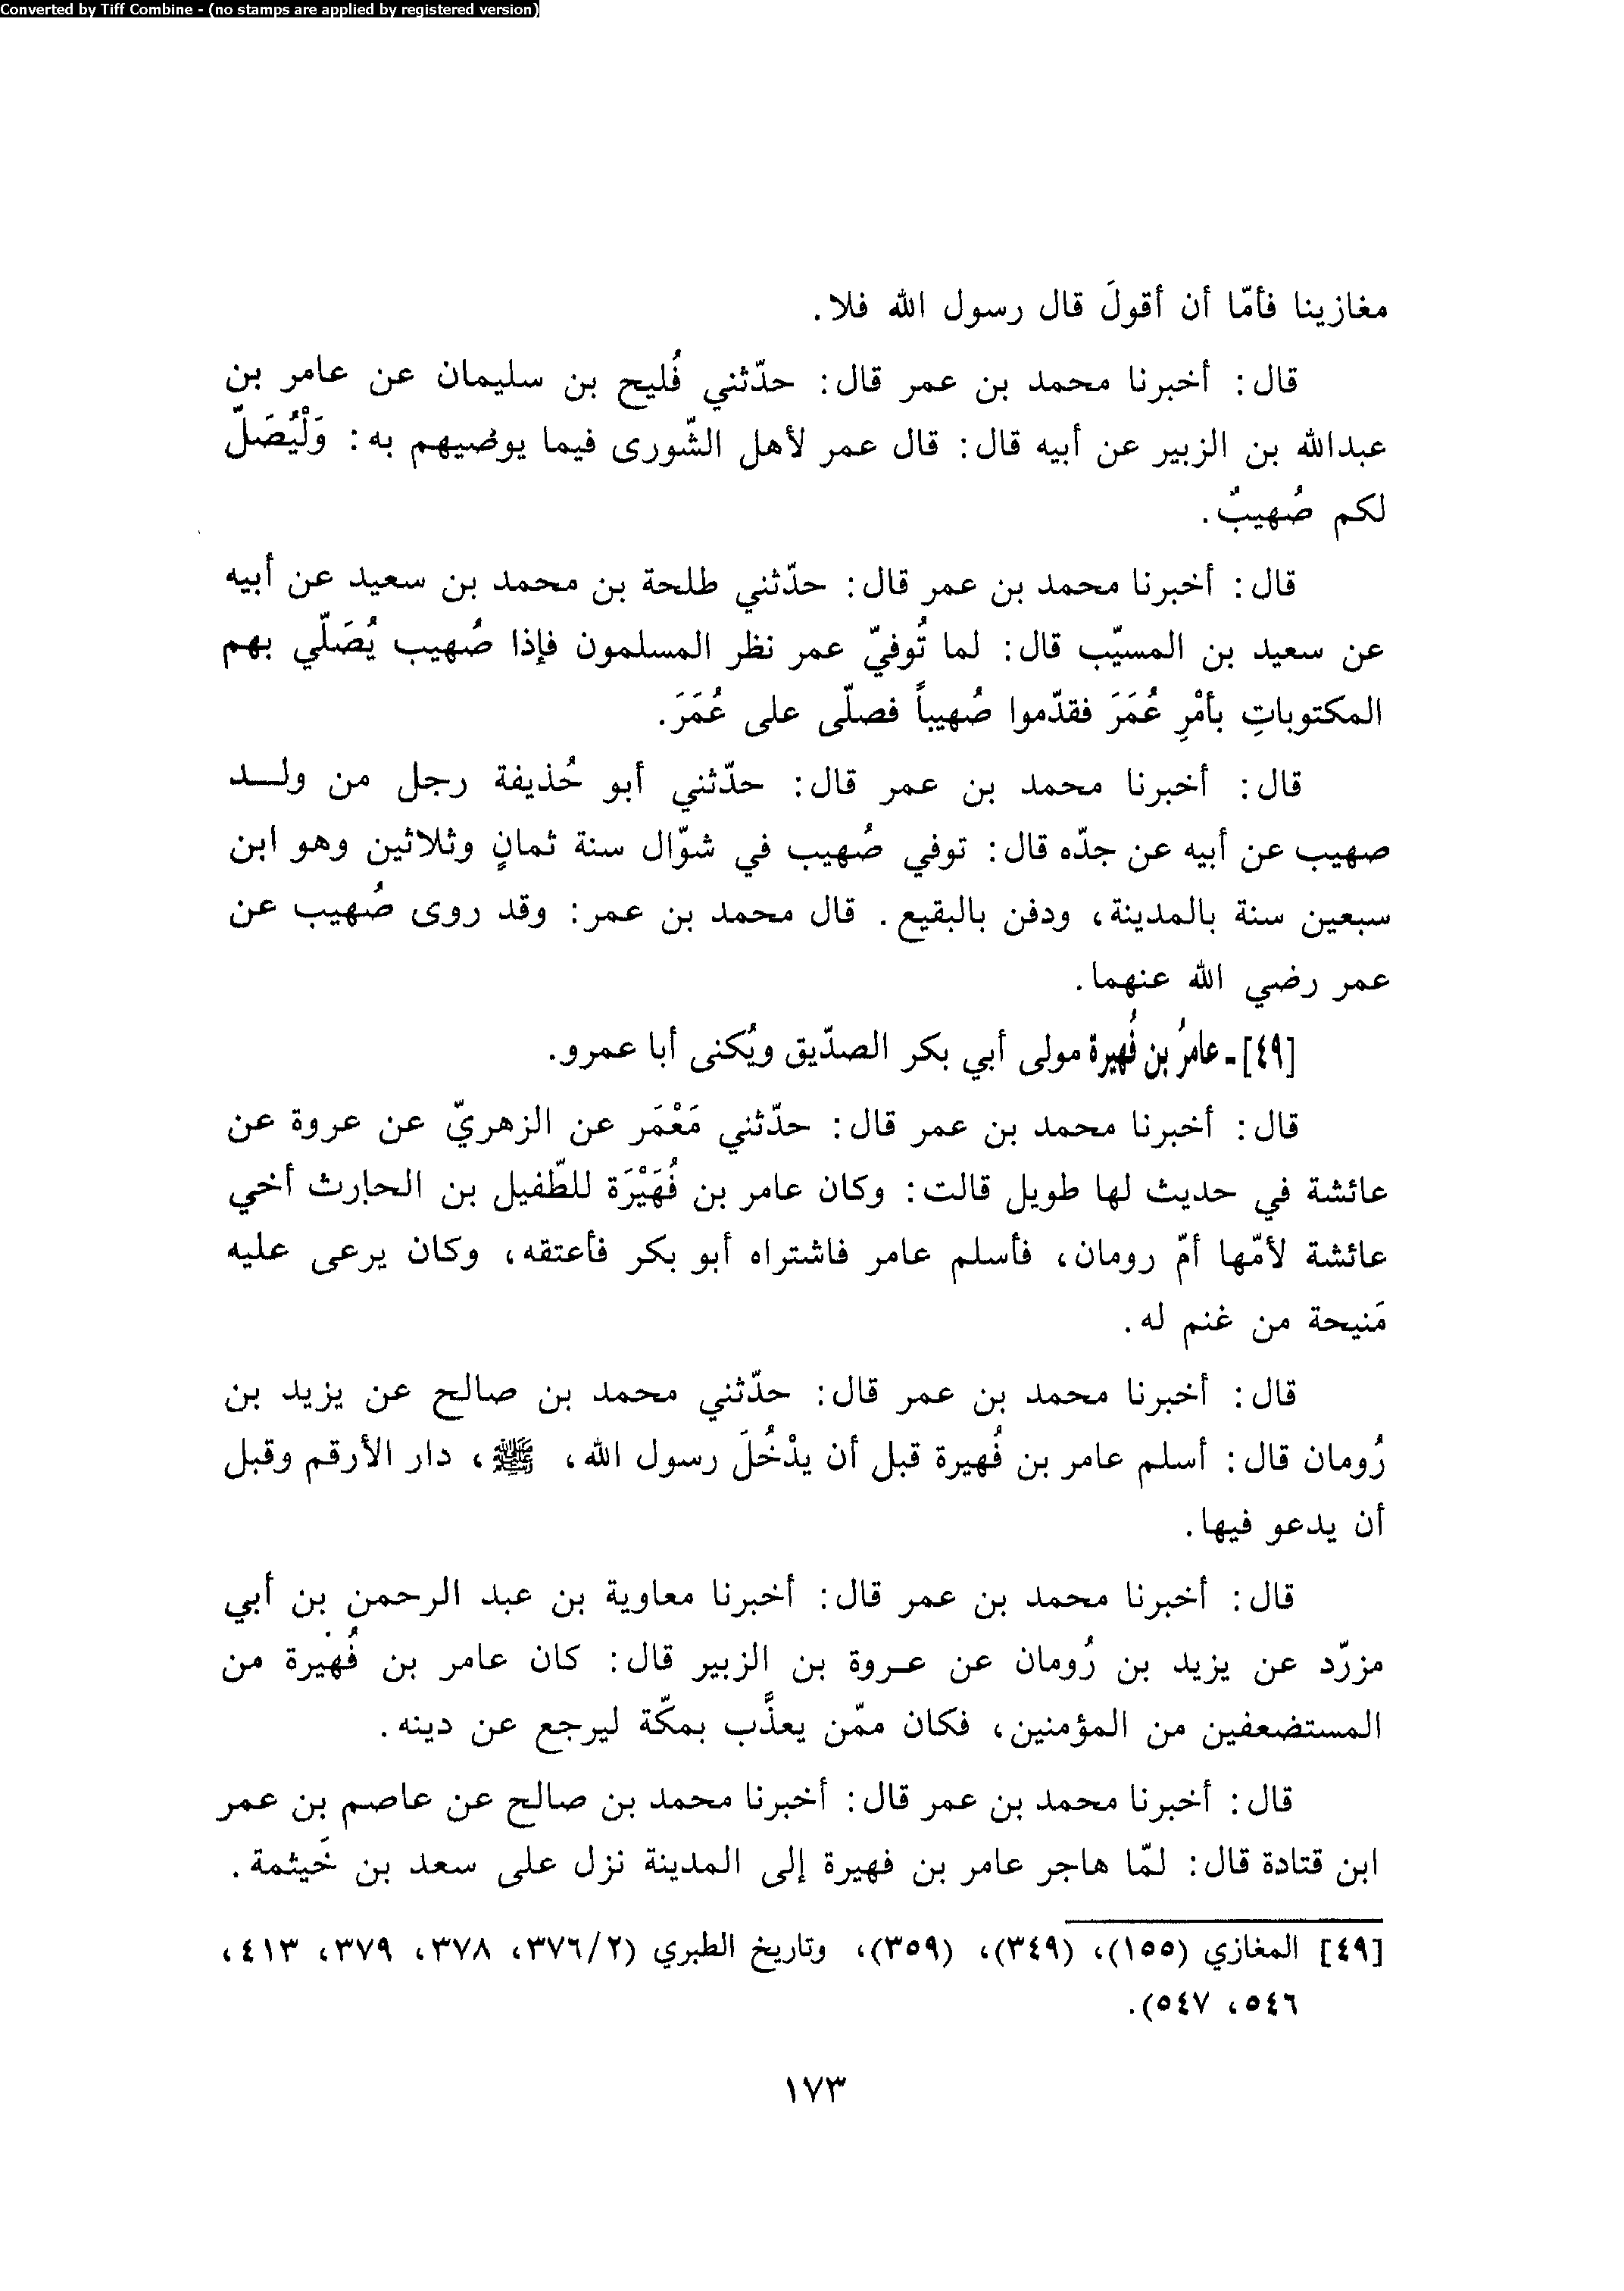 Converted by Tiff Combine - (no stamps are applied by registered version)
مغازينا فأمّا أن أقولَ قال رسول الله فلا.
قال: أخبرنا محمد بن عمر قال: حدّثني فُليح بن سليمان عن عامر بن
عبدالله بن الزبير عن أبيه قال: قال عمر لأهل الشّورى فيما يوصيهم به: وَلْيُصَلّ
لكم صُهيبٌ.
قال: أخبرنا محمد بن عمر قال: حدّثني طلحة بن محمد بن سعيد عن أبيه
عن سعيد بن المسيّب قال: لما تُوفيّ عمر نظر المسلمون فإذا صُهيب يُصَلّي بهم
المكتوباتِ بأمْرِ عُمَرَ فقدّموا صُهيباً فصلّى على عُمَرَ.
قال: أخبرنا محمد بن عمر قال: حدّثني أبو حُذيفة رجل من ولـد
صهيب عن أبيه عن جدّه قال: توفي صُهيب في شوّال سنة ثمانٍ وثلاثين وهو ابن
سبعين سنة بالمدينة، ودفن بالبقيع. قال محمد بن عمر: وقد روى صُهيب عن
عمر رضي الله عنهما.
[٤٩]- عامرُ بن فُهيرة مولى أبي بكر الصدّيق ويُكنى أبا عمرو.
قال: أخبرنا محمد بن عمر قال: حدّثني مَعْمَر عن الزهريّ عن عروة عن
عائشة في حديث لها طويل قالت: وكان عامر بن فُهَيْرَة للطّفيل بن الحارث أخي
عائشة لأمّها أمّ رومان، فأسلم عامر فاشتراه أبو بكر فأعتقه، وكان يرعى عليه
مَنيحة من غنم له.
قال: أخبرنا محمد بن عمر قال: حدّثني محمد بن صالح عن يزيد بن
رُومان قال: أسلم عامر بن فُهيرة قبل أن يدْخُلَ رسول الله، ﷺ، دار الأرقم وقبل
أن يدعو فيها.
قال: أخبرنا محمد بن عمر قال: أخبرنا معاوية بن عبد الرحمن بن أبي
مزرّد عن يزيد بن رُومان عن عـروة بن الزبير قال: كان عامر بن فُهيرة من
المستضعفين من المؤمنين، فكان ممّن يعذَّب بمكّة ليرجع عن دينه.
قال: أخبرنا محمد بن عمر قال: أخبرنا محمد بن صالح عن عاصم بن عمر
ابن قتادة قال: لمّا هاجر عامر بن فهيرة إلى المدينة نزل على سعد بن خَيثمة.
[٤٩] المغازي (١٥٥)، (٣٤٩)، (٣٥٩)، وتاريخ الطبري (٣٧٦/٢، ٣٧٨، ٣٧٩، ٤١٣،
٥٤٦، ٥٤٧).
١٧٣